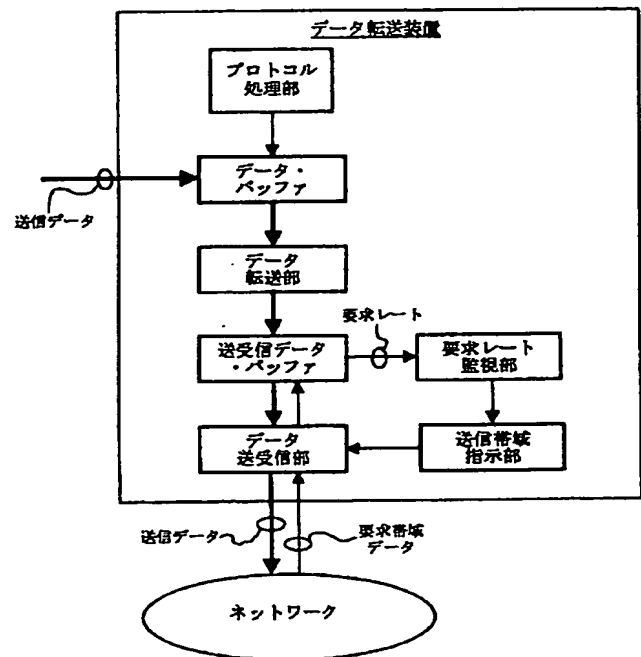 データ転送装置
プロトコル
処理部
データ・
バッファ
送信データ
データ
転送部
要求レート
送受信データ
・バッファ
要求レート
監視部
データ
送受信部
送信帯域
指示部
送信データ
要求帯域
データ
ネットワーク